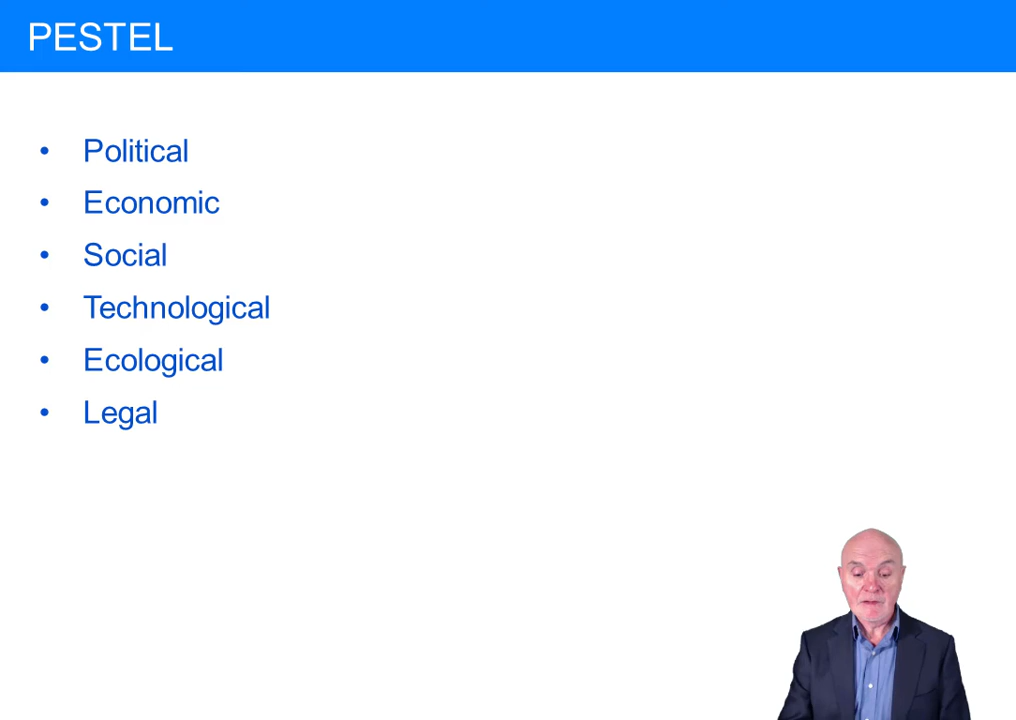 PESTEL
• Political
• Economic
• Social
• Technological
• Ecological
• Legal